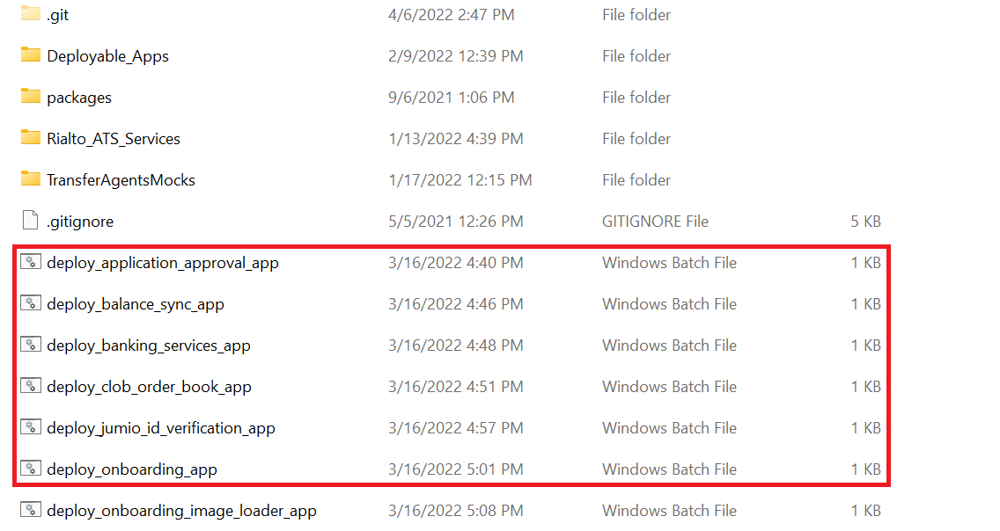 .git 4/6/2022 2:47 PM File folder
Deployable_Apps 2/9/2022 12:39 PM File folder
packages 9/6/2021 1:06 PM File folder
Rialto_ATS_Services 1/13/2022 4:39 PM File folder
TransferAgentsMocks 1/17/2022 12:15 PM File folder
.gitignore 5/5/2021 12:26 PM GITIGNORE File 5 KB
deploy_application_approval_app 3/16/2022 4:40 PM Windows Batch File 1 KB
deploy_balance_sync_app 3/16/2022 4:46 PM Windows Batch File 1 KB
deploy_banking_services_app 3/16/2022 4:48 PM Windows Batch File 1 KB
deploy_clob_order_book_app 3/16/2022 4:51 PM Windows Batch File 1 KB
deploy_jumio_id_verification_app 3/16/2022 4:57 PM Windows Batch File 1 KB
deploy_onboarding_app 3/16/2022 5:01 PM Windows Batch File 1 KB
deploy_onboarding_image_loader_app 3/16/2022 5:08 PM Windows Batch File 1 KB